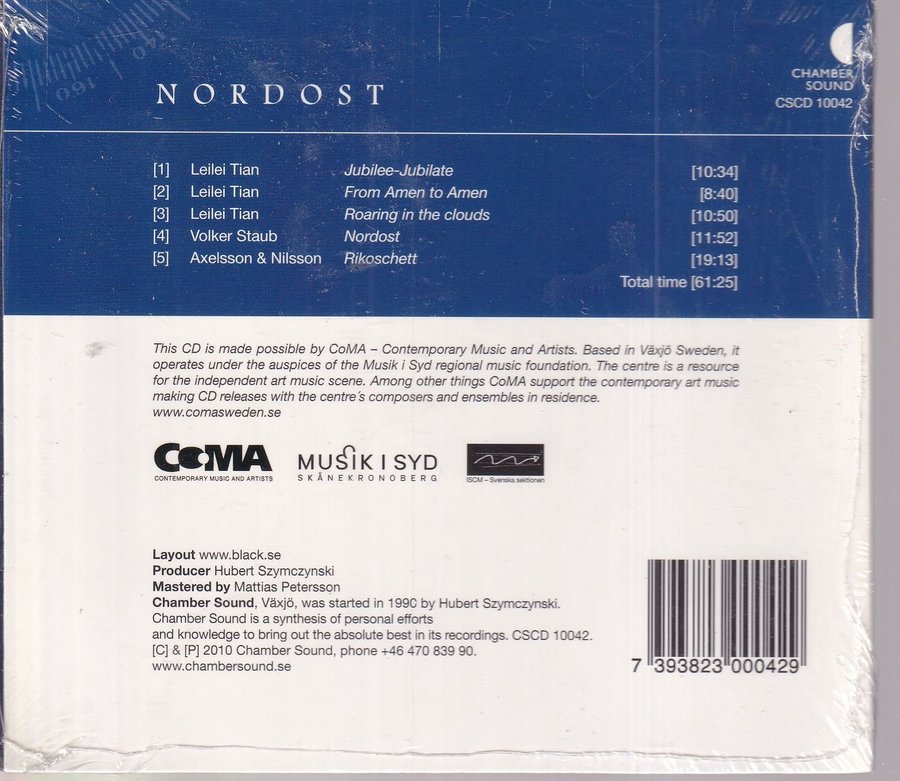 NORDOST
CHAMBER
SOUND
CSCD 10042
[1] Leilei Tian Jubilee-Jubilate [10:34]
[2] Leilei Tian From Amen to Amen [8:40]
[3] Leilei Tian Roaring in the clouds [10:50]
[4] Volker Staub Nordost [11:52]
[5] Axelsson & Nilsson Rikoschett [19:13]
Total time [61:25]
This CD is made possible by CoMA – Contemporary Music and Artists. Based in Växjö Sweden, it
operates under the auspices of the Musik i Syd regional music foundation. The centre is a resource
for the independent art music scene. Among other things CoMA support the contemporary art music
making CD releases with the centre´s composers and ensembles in residence.
www.comasweden.se
CoMA
CONTEMPORARY MUSIC AND ARTISTS
MUSIK I SYD
SKÅNEKRONOBERG
ISCM – Svenska sektionen
Layout www.black.se
Producer Hubert Szymczynski
Mastered by Mattias Petersson
Chamber Sound, Växjö, was started in 1990 by Hubert Szymczynski.
Chamber Sound is a synthesis of personal efforts
and knowledge to bring out the absolute best in its recordings. CSCD 10042.
[C] & [P] 2010 Chamber Sound, phone +46 470 839 90.
www.chambersound.se
7 393823 000429